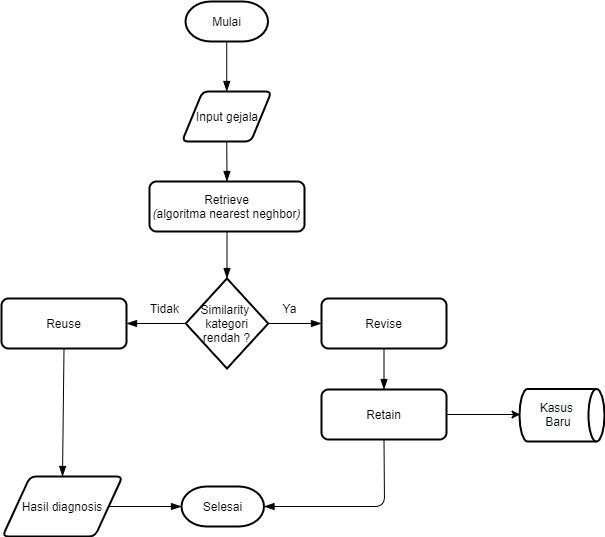 Mulai
Input gejala
Retrieve
(algoritma nearest neghbor)
Similarity
kategori
rendah ?
Tidak
Ya
Reuse
Revise
Retain
Kasus
Baru
Hasil diagnosis
Selesai